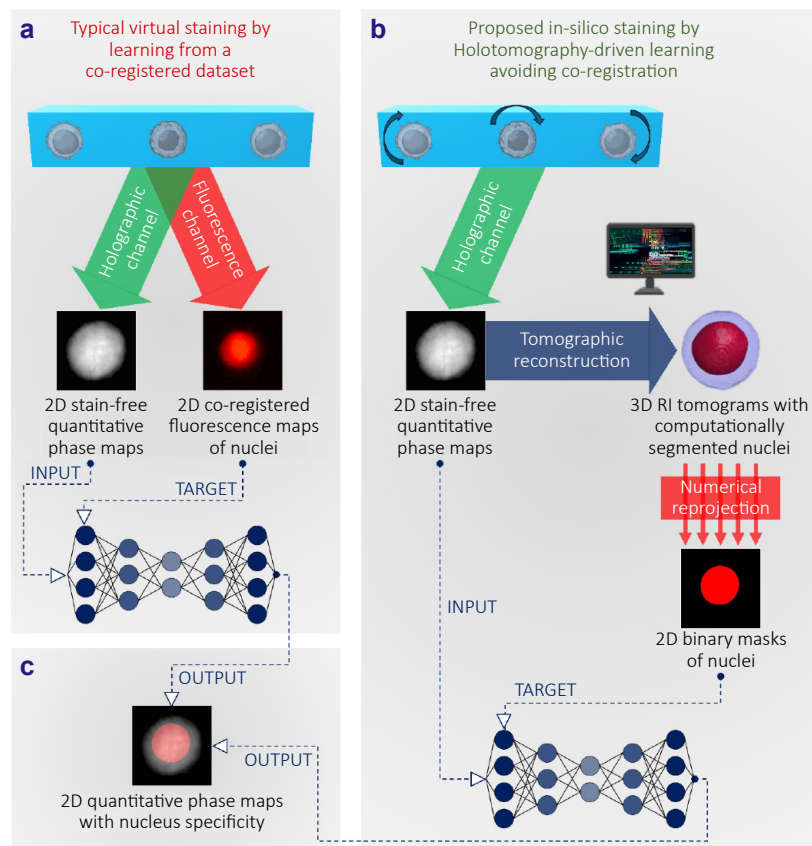 a
Typical virtual staining by
learning from a
co-registered dataset
Holographic
channel
Fluorescence
channel
2D stain-free
quantitative
phase maps
2D co-registered
fluorescence maps
of nuclei
INPUT
TARGET
b
Proposed in-silico staining by
Holotomography-driven learning
avoiding co-registration
Holographic
channel
Tomographic
reconstruction
2D stain-free
quantitative
phase maps
3D RI tomograms with
computationally
segmented nuclei
Numerical
reprojection
2D binary masks
of nuclei
INPUT
TARGET
c
OUTPUT
OUTPUT
2D quantitative phase maps
with nucleus specificity